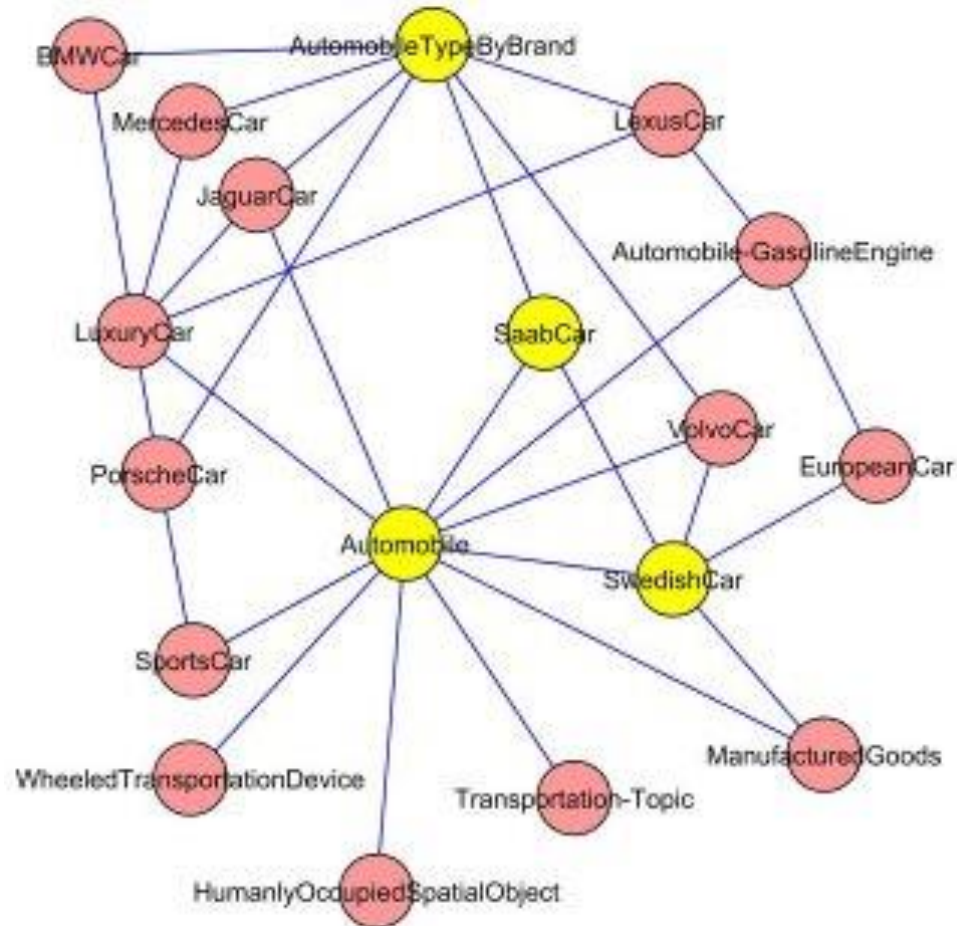 BMWCar
AutomobileTypeByBrand
MercedesCar
LexusCar
JaguarCar
Automobile-GasolineEngine
LuxuryCar
SaabCar
VolvoCar
PorscheCar
EuropeanCar
Automobile
SwedishCar
SportsCar
WheeledTransportationDevice
ManufacturedGoods
Transportation-Topic
HumanlyOccupiedSpatialObject